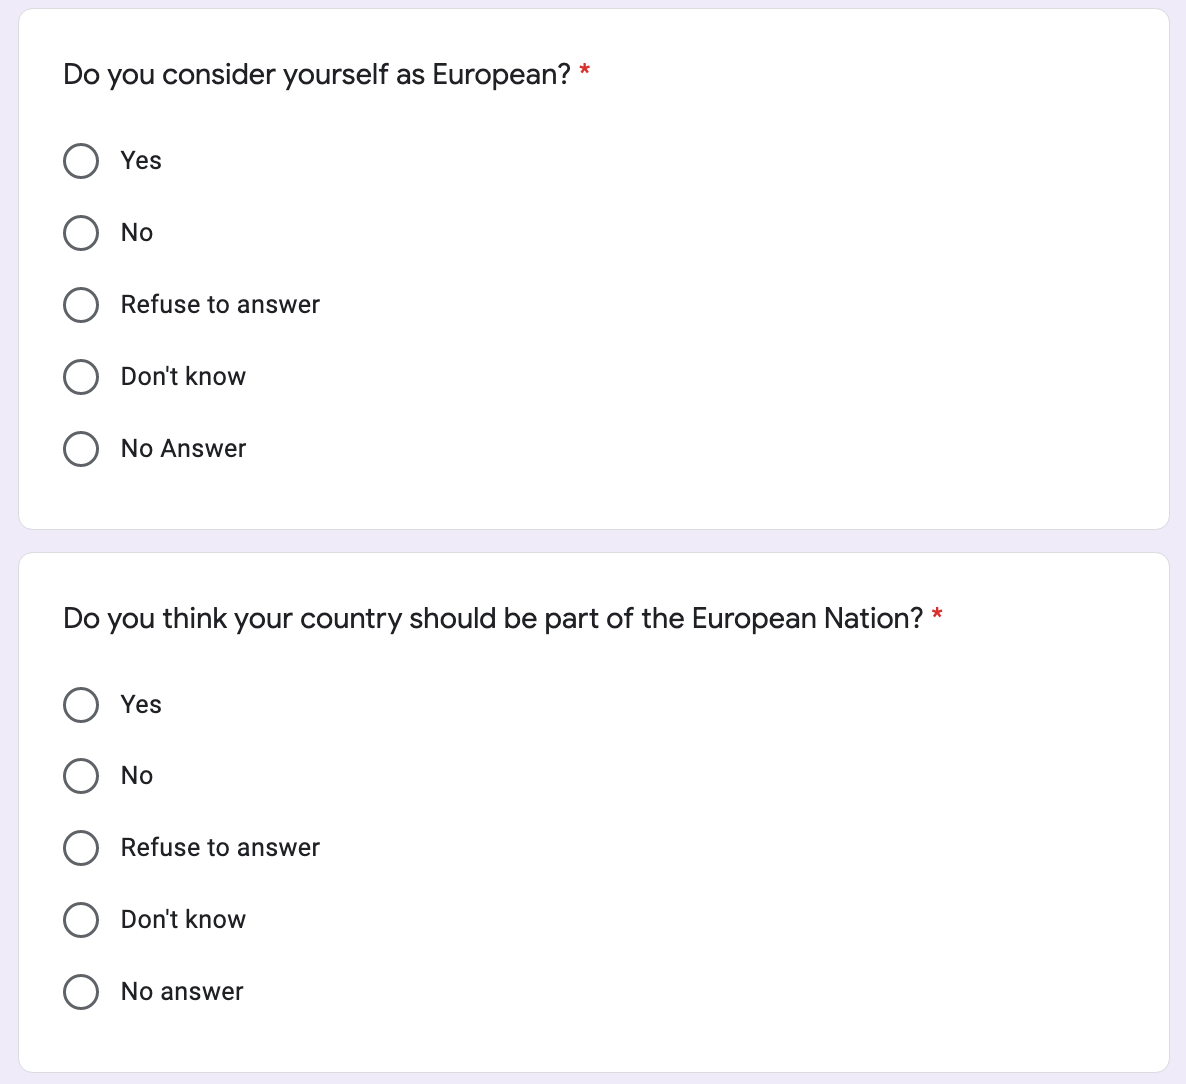 Do you consider yourself as European? *
Yes
No
Refuse to answer
Don't know
No Answer
Do you think your country should be part of the European Nation? *
Yes
No
Refuse to answer
Don't know
No answer